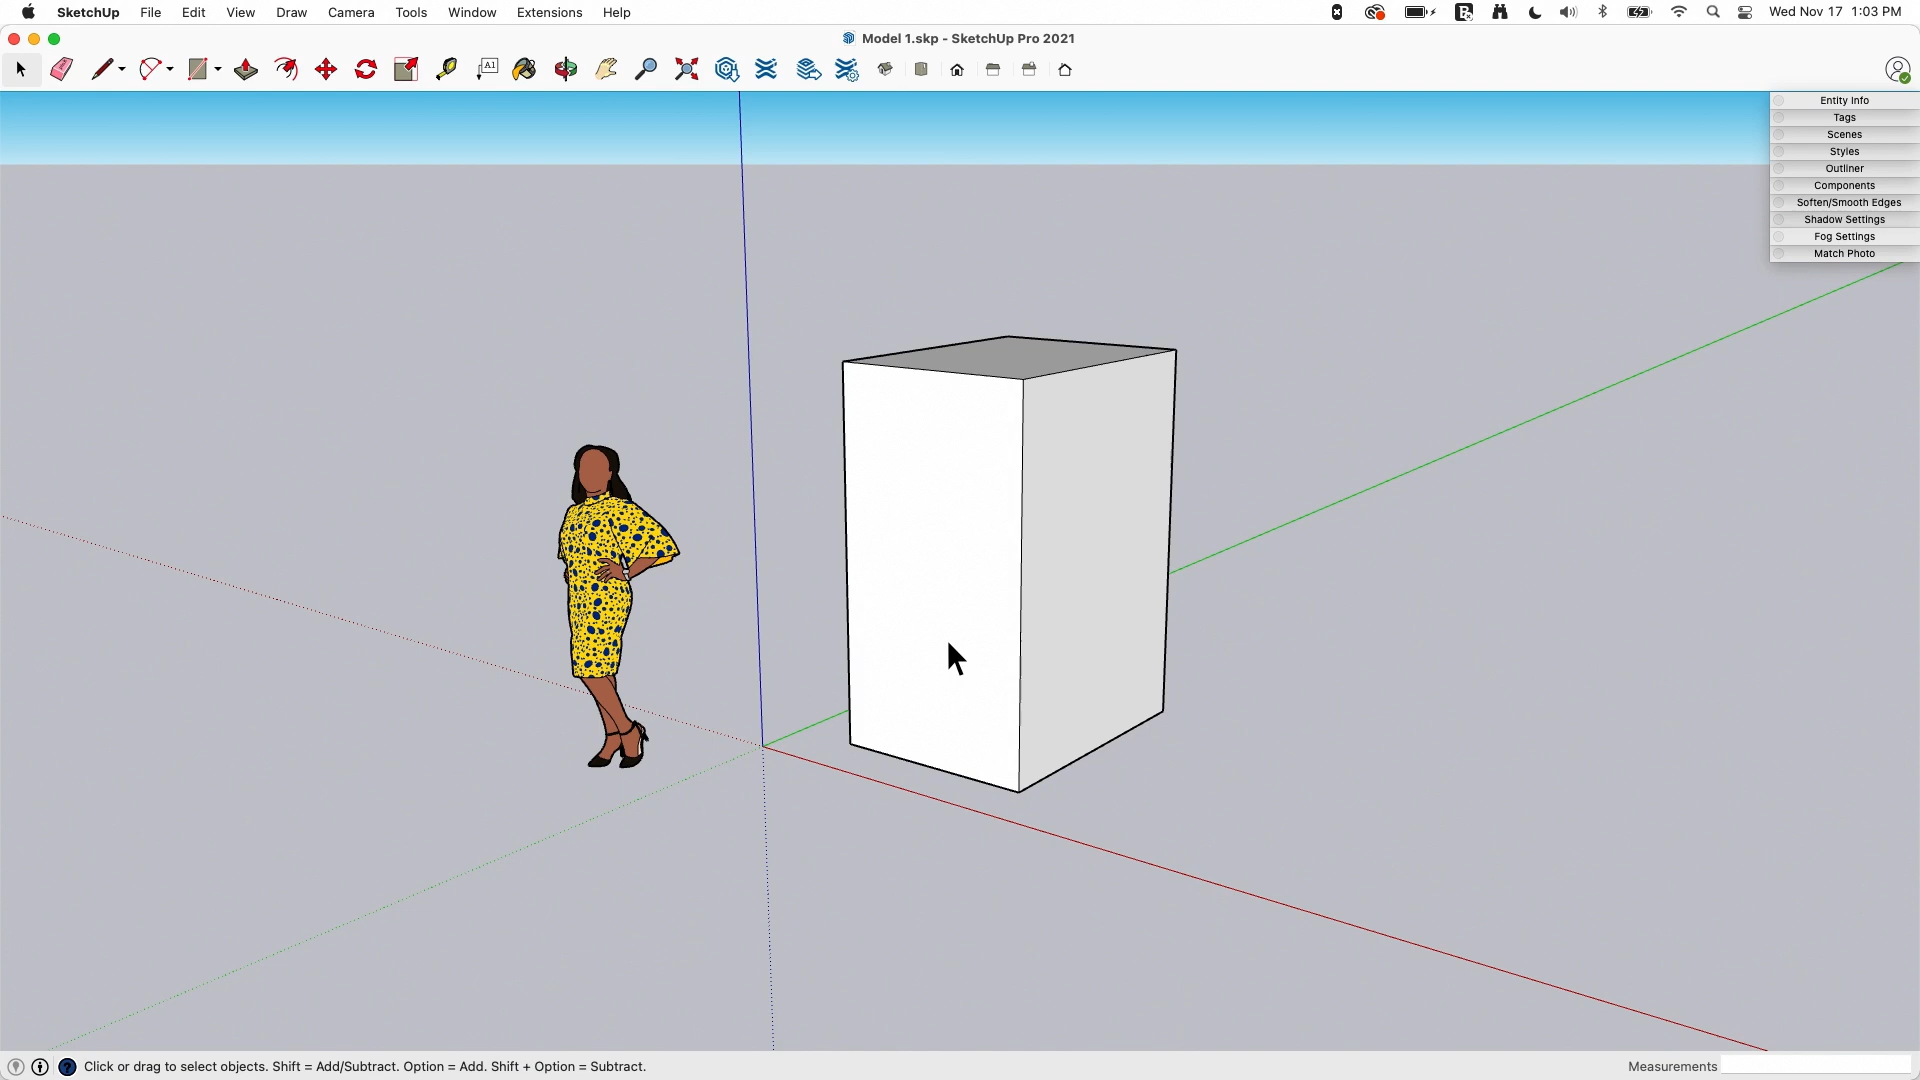 SketchUp File Edit View Draw Camera Tools Window Extensions Help Wed Nov 17 1:03 PM
Model 1.skp - SketchUp Pro 2021
A1
Entity Info
Tags
Scenes
Styles
Outliner
Components
Soften/Smooth Edges
Shadow Settings
Fog Settings
Match Photo
Click or drag to select objects. Shift = Add/Subtract. Option = Add. Shift + Option = Subtract. Measurements